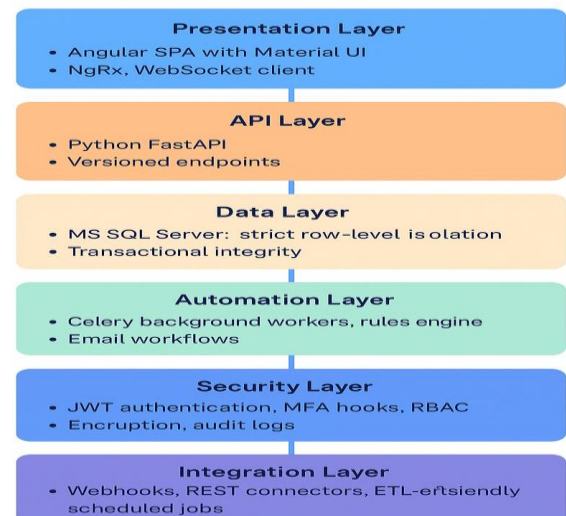 Presentation Layer
• Angular SPA with Material UI
• NgRx, WebSocket client
API Layer
• Python FastAPI
• Versioned endpoints
Data Layer
• MS SQL Server: strict row-level isolation
• Transactional integrity
Automation Layer
• Celery background workers, rules engine
• Email workflows
Security Layer
• JWT authentication, MFA hooks, RBAC
• Encruption, audit logs
Integration Layer
• Webhooks, REST connectors,
scheduled jobs